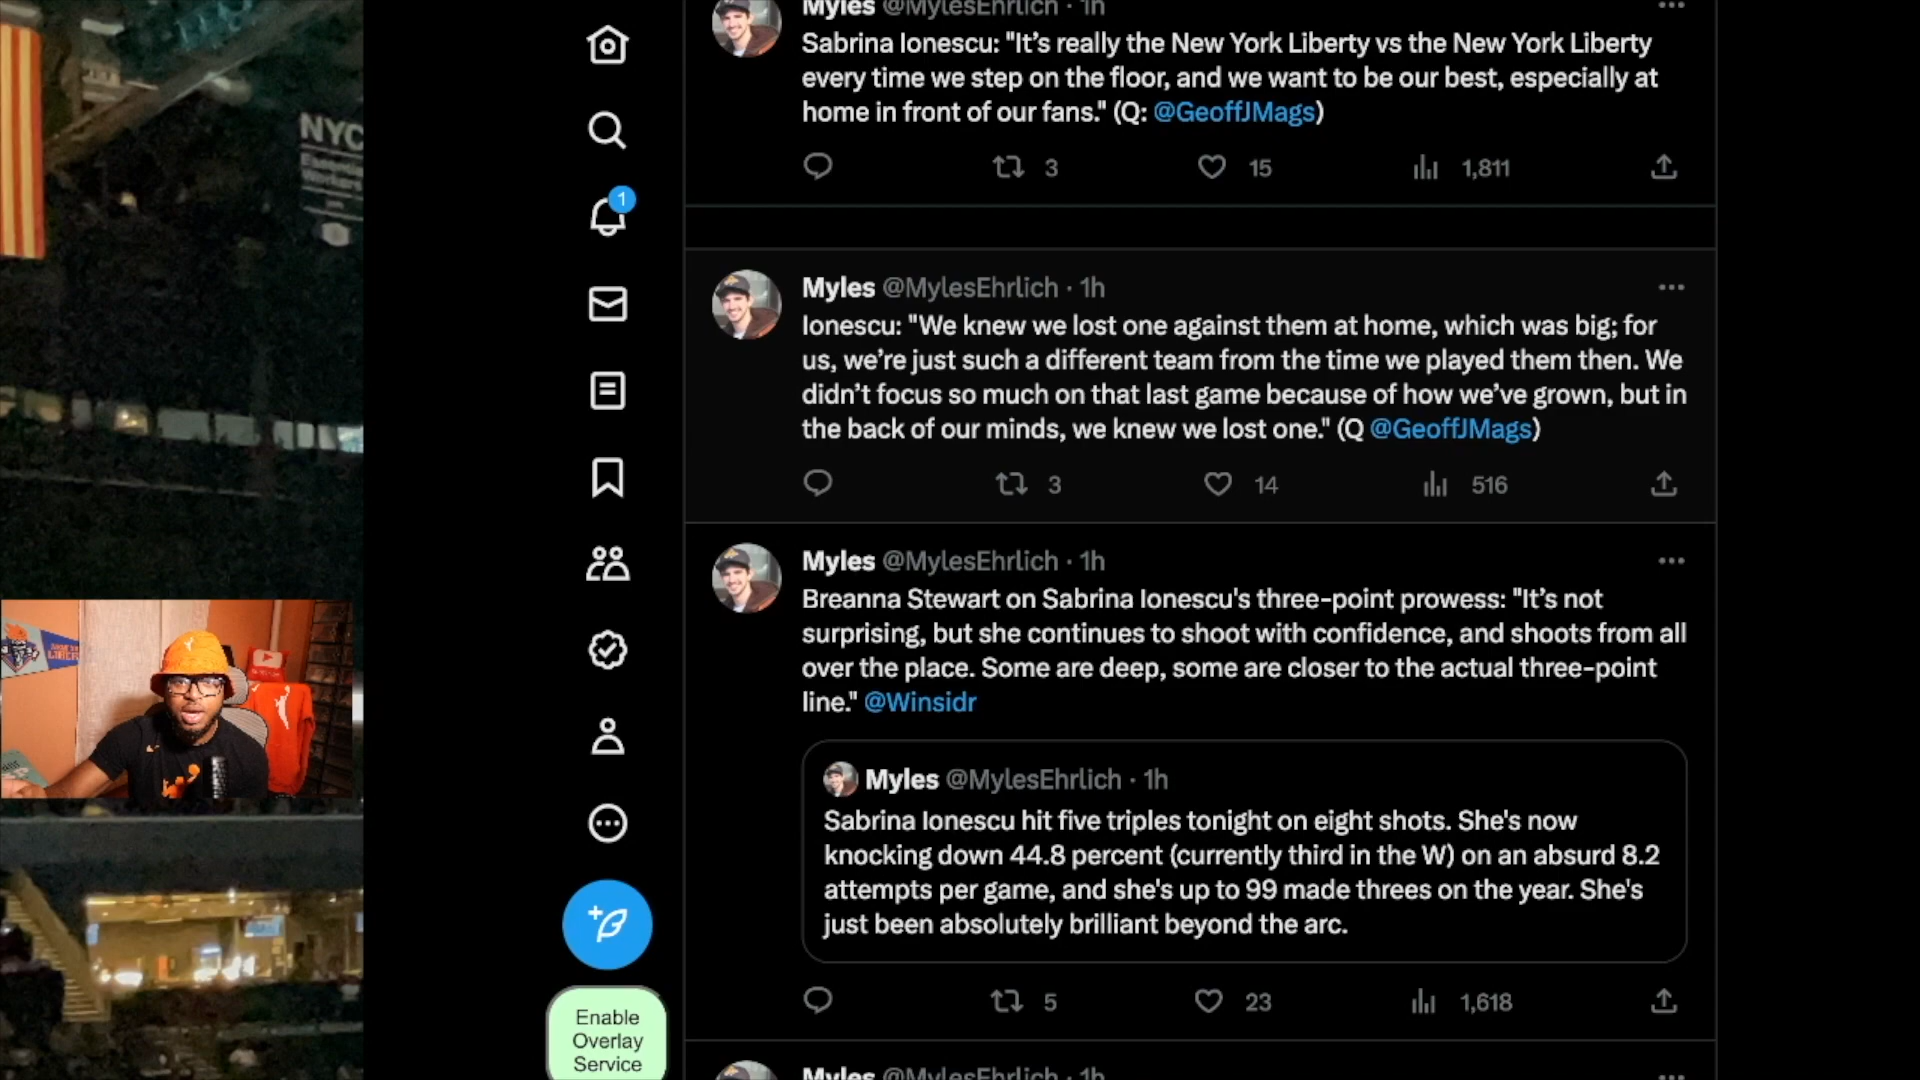 NYC
Myles @MylesEhrlich · 1h
Sabrina Ionescu: "It's really the New York Liberty vs the New York Liberty
every time we step on the floor, and we want to be our best, especially at
home in front of our fans." (Q: @GeoffJMags)
3 15 1,811
1
Myles @MylesEhrlich · 1h
Ionescu: "We knew we lost one against them at home, which was big; for
us, we're just such a different team from the time we played them then. We
didn't focus so much on that last game because of how we've grown, but in
the back of our minds, we knew we lost one." (Q @GeoffJMags)
3 14 516
Myles @MylesEhrlich · 1h
Breanna Stewart on Sabrina Ionescu's three-point prowess: "It's not
surprising, but she continues to shoot with confidence, and shoots from all
over the place. Some are deep, some are closer to the actual three-point
line." @Winsidr
Myles @MylesEhrlich · 1h
Sabrina Ionescu hit five triples tonight on eight shots. She's now
knocking down 44.8 percent (currently third in the W) on an absurd 8.2
attempts per game, and she's up to 99 made threes on the year. She's
just been absolutely brilliant beyond the arc.
5 23 1,618
Enable
Overlay
Service
Myles @MylesEhrlich · 1h